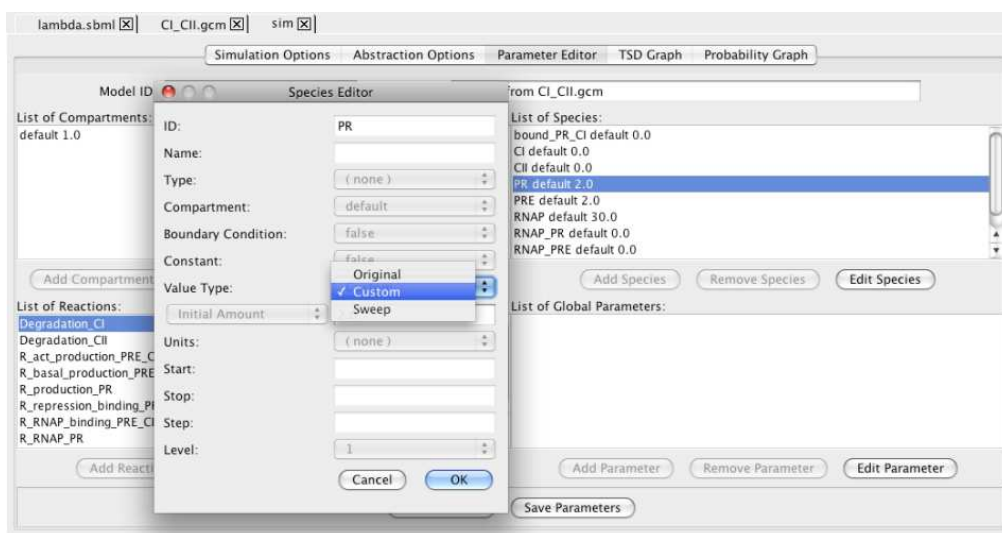 lambda.sbml CI_CII.gcm sim
Simulation Options Abstraction Options Parameter Editor TSD Graph Probability Graph
Model ID
from CI_CII.gcm
List of Compartments:
default 1.0
Add Compartment
List of Reactions:
Degradation_CI
Degradation_CII
R_act_production_PRE_C
R_basal_production_PRE
R_production_PR
R_repression_binding_P
R_RNAP_binding_PRE_CI
R_RNAP_PR
Add Reacti
Species Editor
ID: PR
Name:
Type: (none)
Compartment: default
Boundary Condition: false
Constant: false
Value Type:
Original
✓ Custom
Sweep
Initial Amount
Units: (none)
Start:
Stop:
Step:
Level: 1
Cancel OK
List of Species:
bound_PR_CI default 0.0
CI default 0.0
CII default 0.0
PR default 2.0
PRE default 2.0
RNAP default 30.0
RNAP_PR default 0.0
RNAP_PRE default 0.0
Add Species Remove Species Edit Species
List of Global Parameters:
Add Parameter Remove Parameter Edit Parameter
Save Parameters